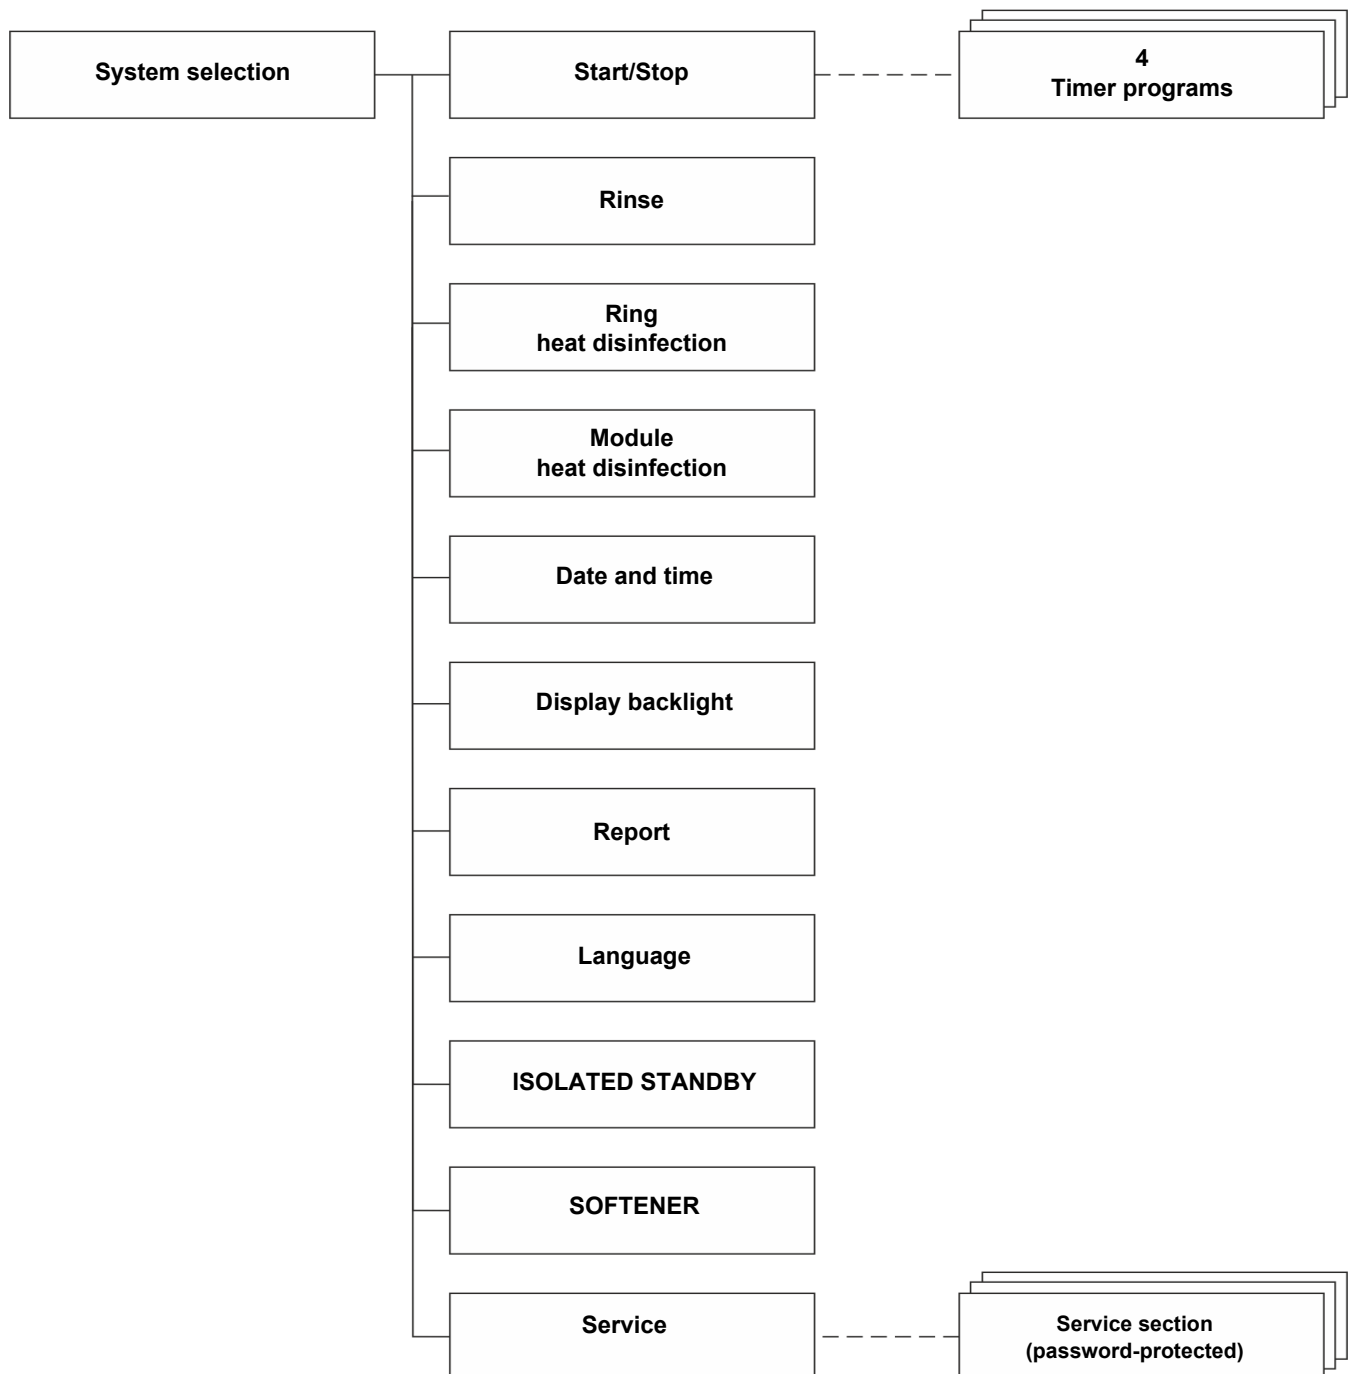 System selection
Start/Stop
4
Timer programs
Rinse
Ring
heat disinfection
Module
heat disinfection
Date and time
Display backlight
Report
Language
ISOLATED STANDBY
SOFTENER
Service
Service section
(password-protected)